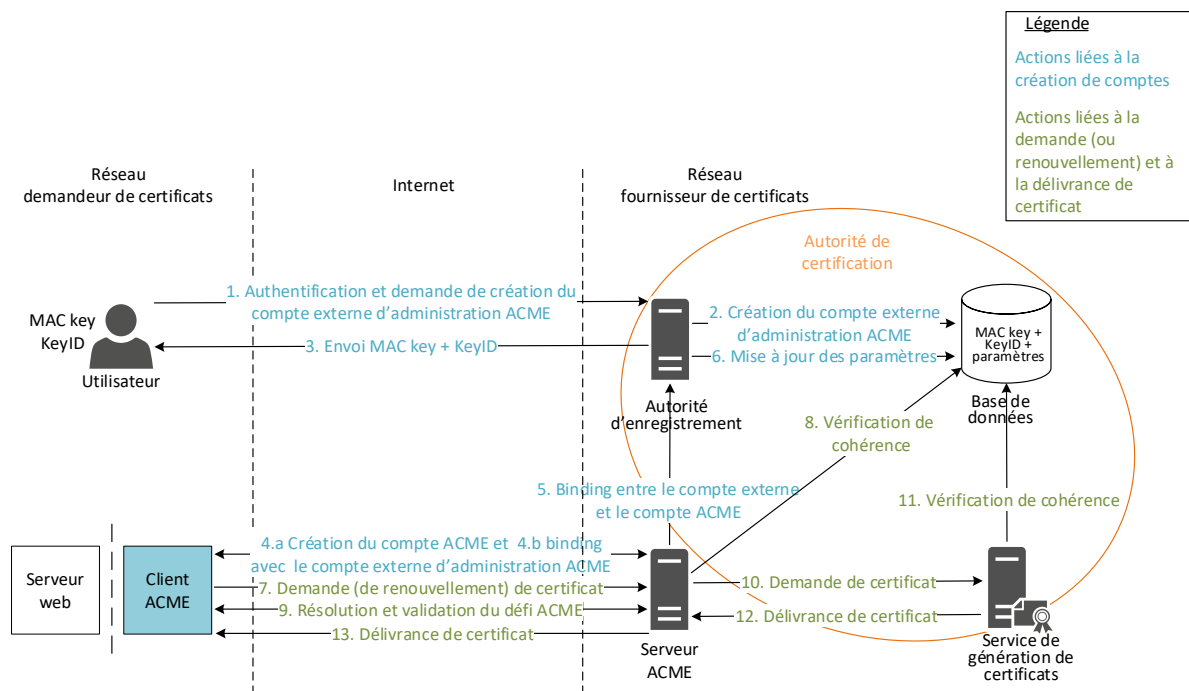 Légende
Actions liées à la
création de comptes
Actions liées à la
demande (ou
renouvellement) et à
la délivrance de
certificat
Réseau
demandeur de certificats
Internet
Réseau
fournisseur de certificats
Autorité de
certification
1. Authentification et demande de création du
compte externe d’administration ACME
MAC key
KeyID
Utilisateur
3. Envoi MAC key + KeyID
2. Création du compte externe
d’administration ACME
6. Mise à jour des paramètres
MAC key +
KeyID +
paramètres
Base de
données
Autorité
d’enregistrement
8. Vérification de
cohérence
5. Binding entre le compte externe
et le compte ACME
11. Vérification de cohérence
4.a Création du compte ACME et 4.b binding
avec le compte externe d’administration ACME
7. Demande (de renouvellement) de certificat
9. Résolution et validation du défi ACME
13. Délivrance de certificat
Serveur
web
Client
ACME
10. Demande de certificat
12. Délivrance de certificat
Serveur
ACME
Service de
génération de
certificats